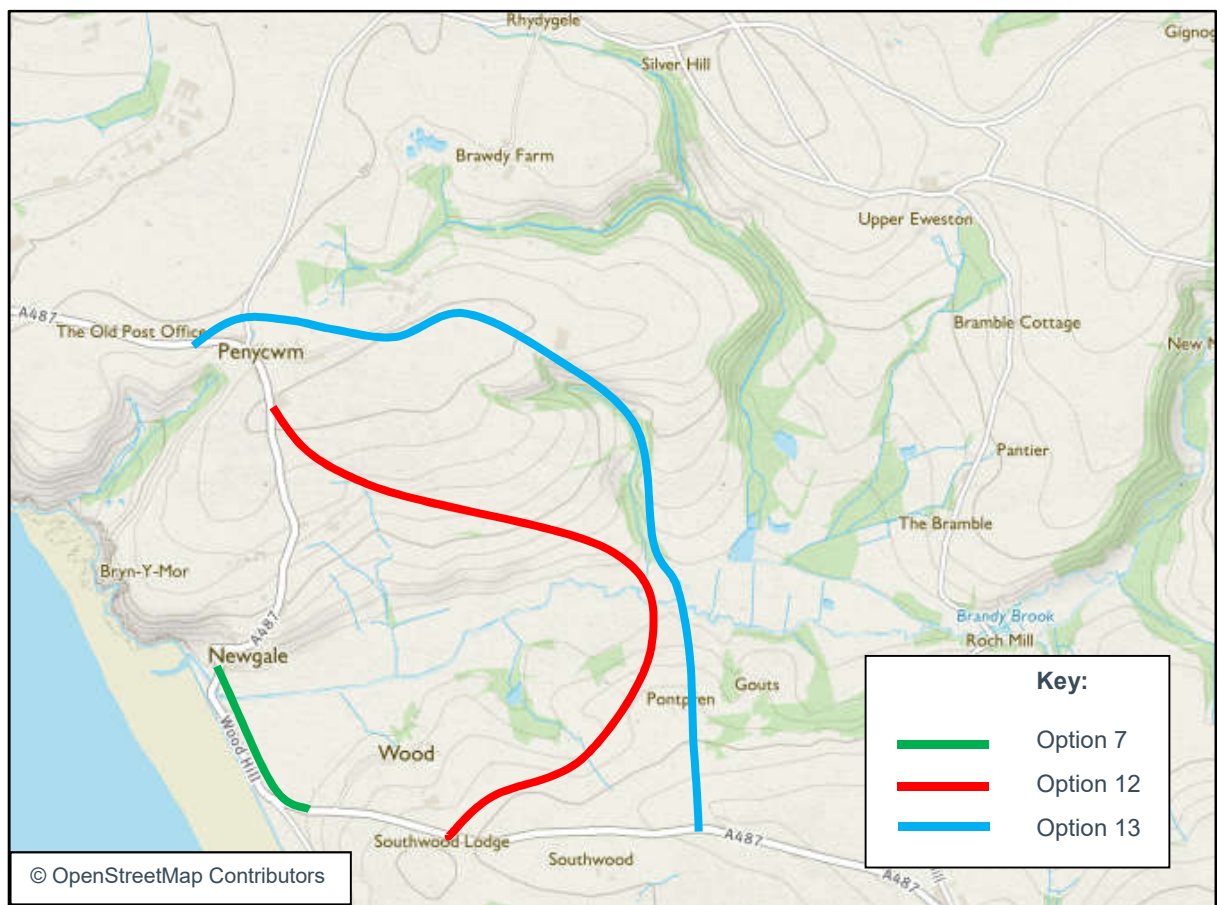 Rhydygele
Gignog
Silver Hill
Brawdy Farm
Upper Eweston
A487
The Old Post Office
Penycwm
Bramble Cottage
New M
Pantier
The Bramble
Bryn-Y-Mor
A487
Brandy Brook
Roch Mill
Newgale
Gouts
Pontpren
Wood Hill
Wood
Southwood Lodge
A487
Southwood
A487
Key:
Option 7
Option 12
Option 13
© OpenStreetMap Contributors